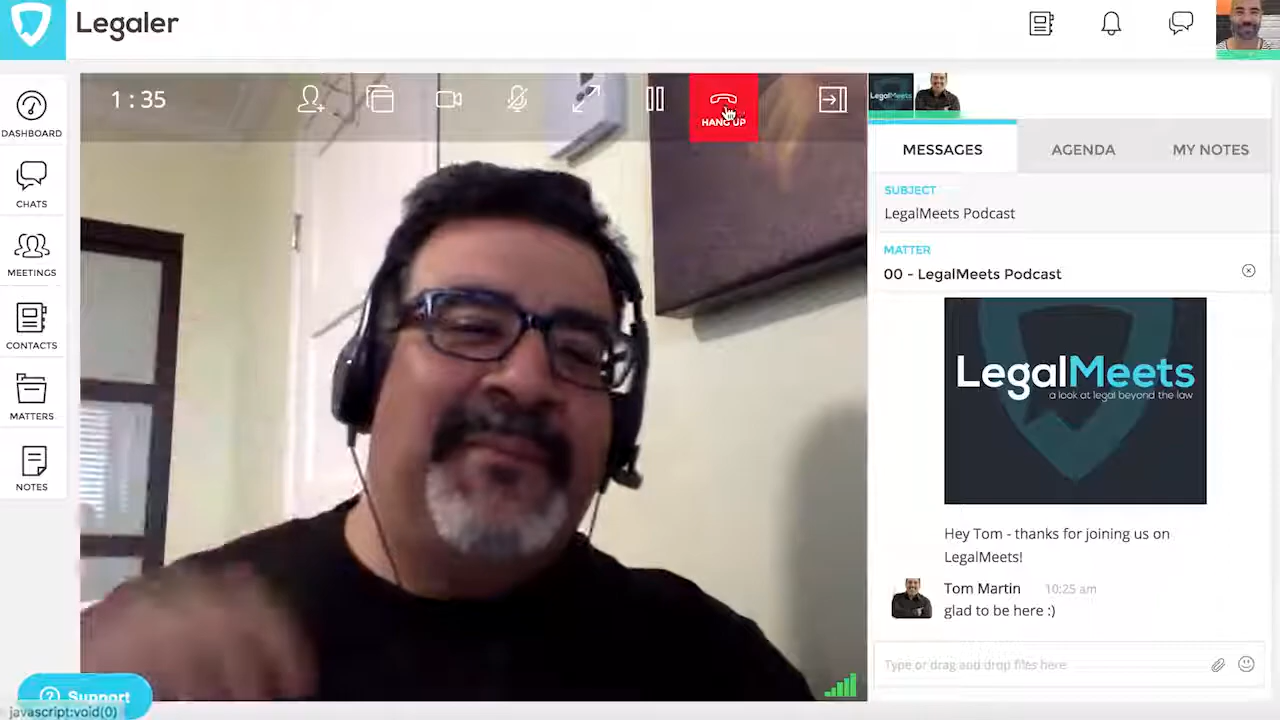 Legaler
DASHBOARD
CHATS
MEETINGS
CONTACTS
MATTERS
NOTES
Support
javascript:void(0)
1 : 35
HANG UP
LegalMeets
MESSAGES
AGENDA
MY NOTES
SUBJECT
LegalMeets Podcast
MATTER
00 - LegalMeets Podcast
LegalMeets
a look at legal beyond the law
Hey Tom - thanks for joining us on
LegalMeets!
Tom Martin 10:25 am
glad to be here :)
Type or drag and drop files here